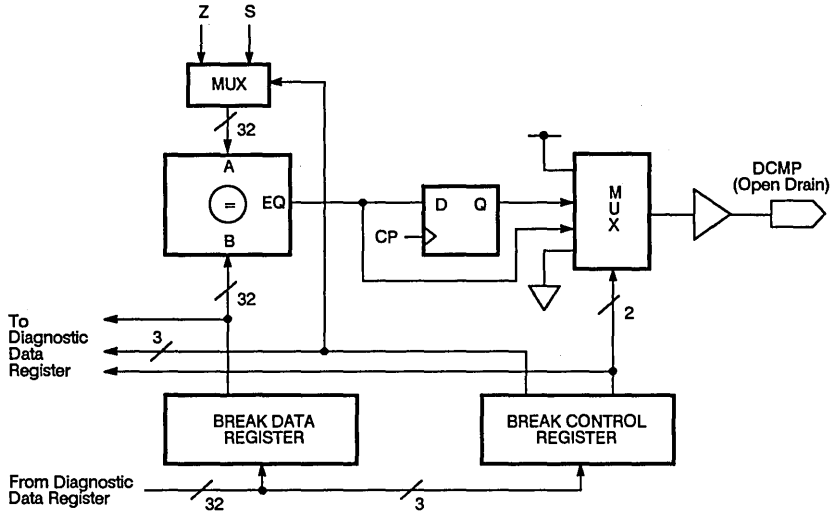 Z S
MUX
32
A
=
EQ
B
32
D Q
CP
M
U
X
DCMP
(Open Drain)
2
To
Diagnostic
Data
Register
3
BREAK DATA
REGISTER
BREAK CONTROL
REGISTER
From Diagnostic
Data Register
32
3